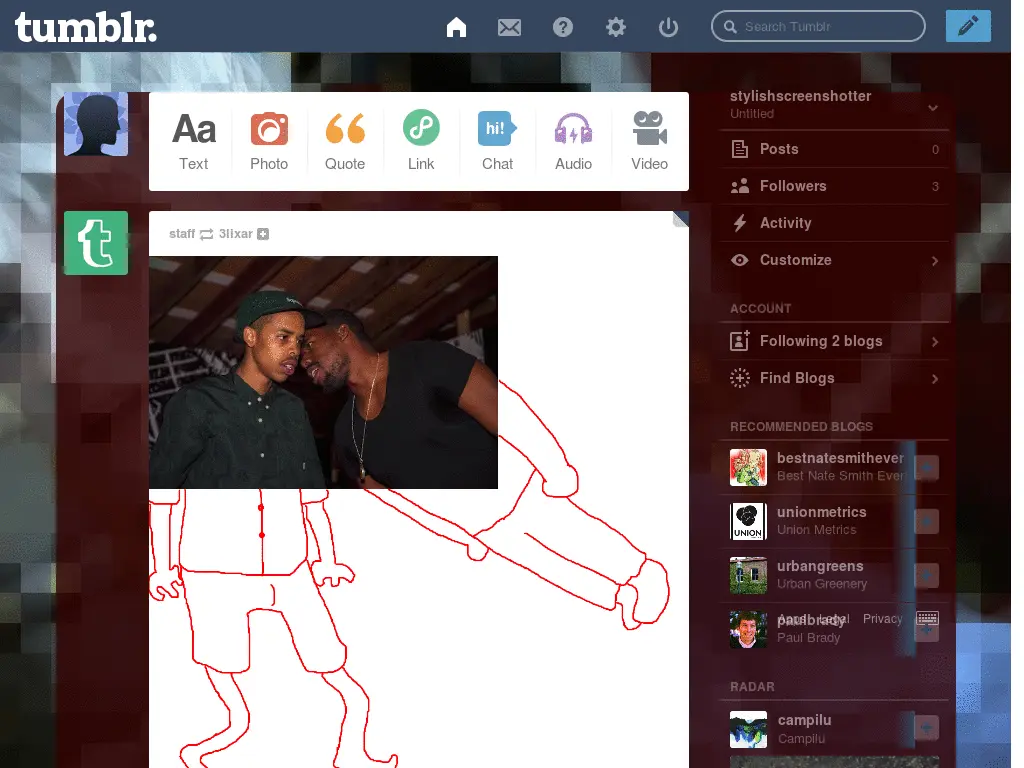 tumblr.
Search Tumblr
Aa
Text
Photo
Quote
Link
hi!
Chat
Audio
Video
staff 3lixar
stylishscreenshotter
Untitled
Posts 0
Followers 3
Activity
Customize
ACCOUNT
Following 2 blogs
Find Blogs
RECOMMENDED BLOGS
bestnatesmithever
Best Nate Smith Ever
unionmetrics
UNION
Union Metrics
urbangreens
Urban Greenery
paulbrady
Apps Legal Privacy
Paul Brady
RADAR
campilu
Campilu